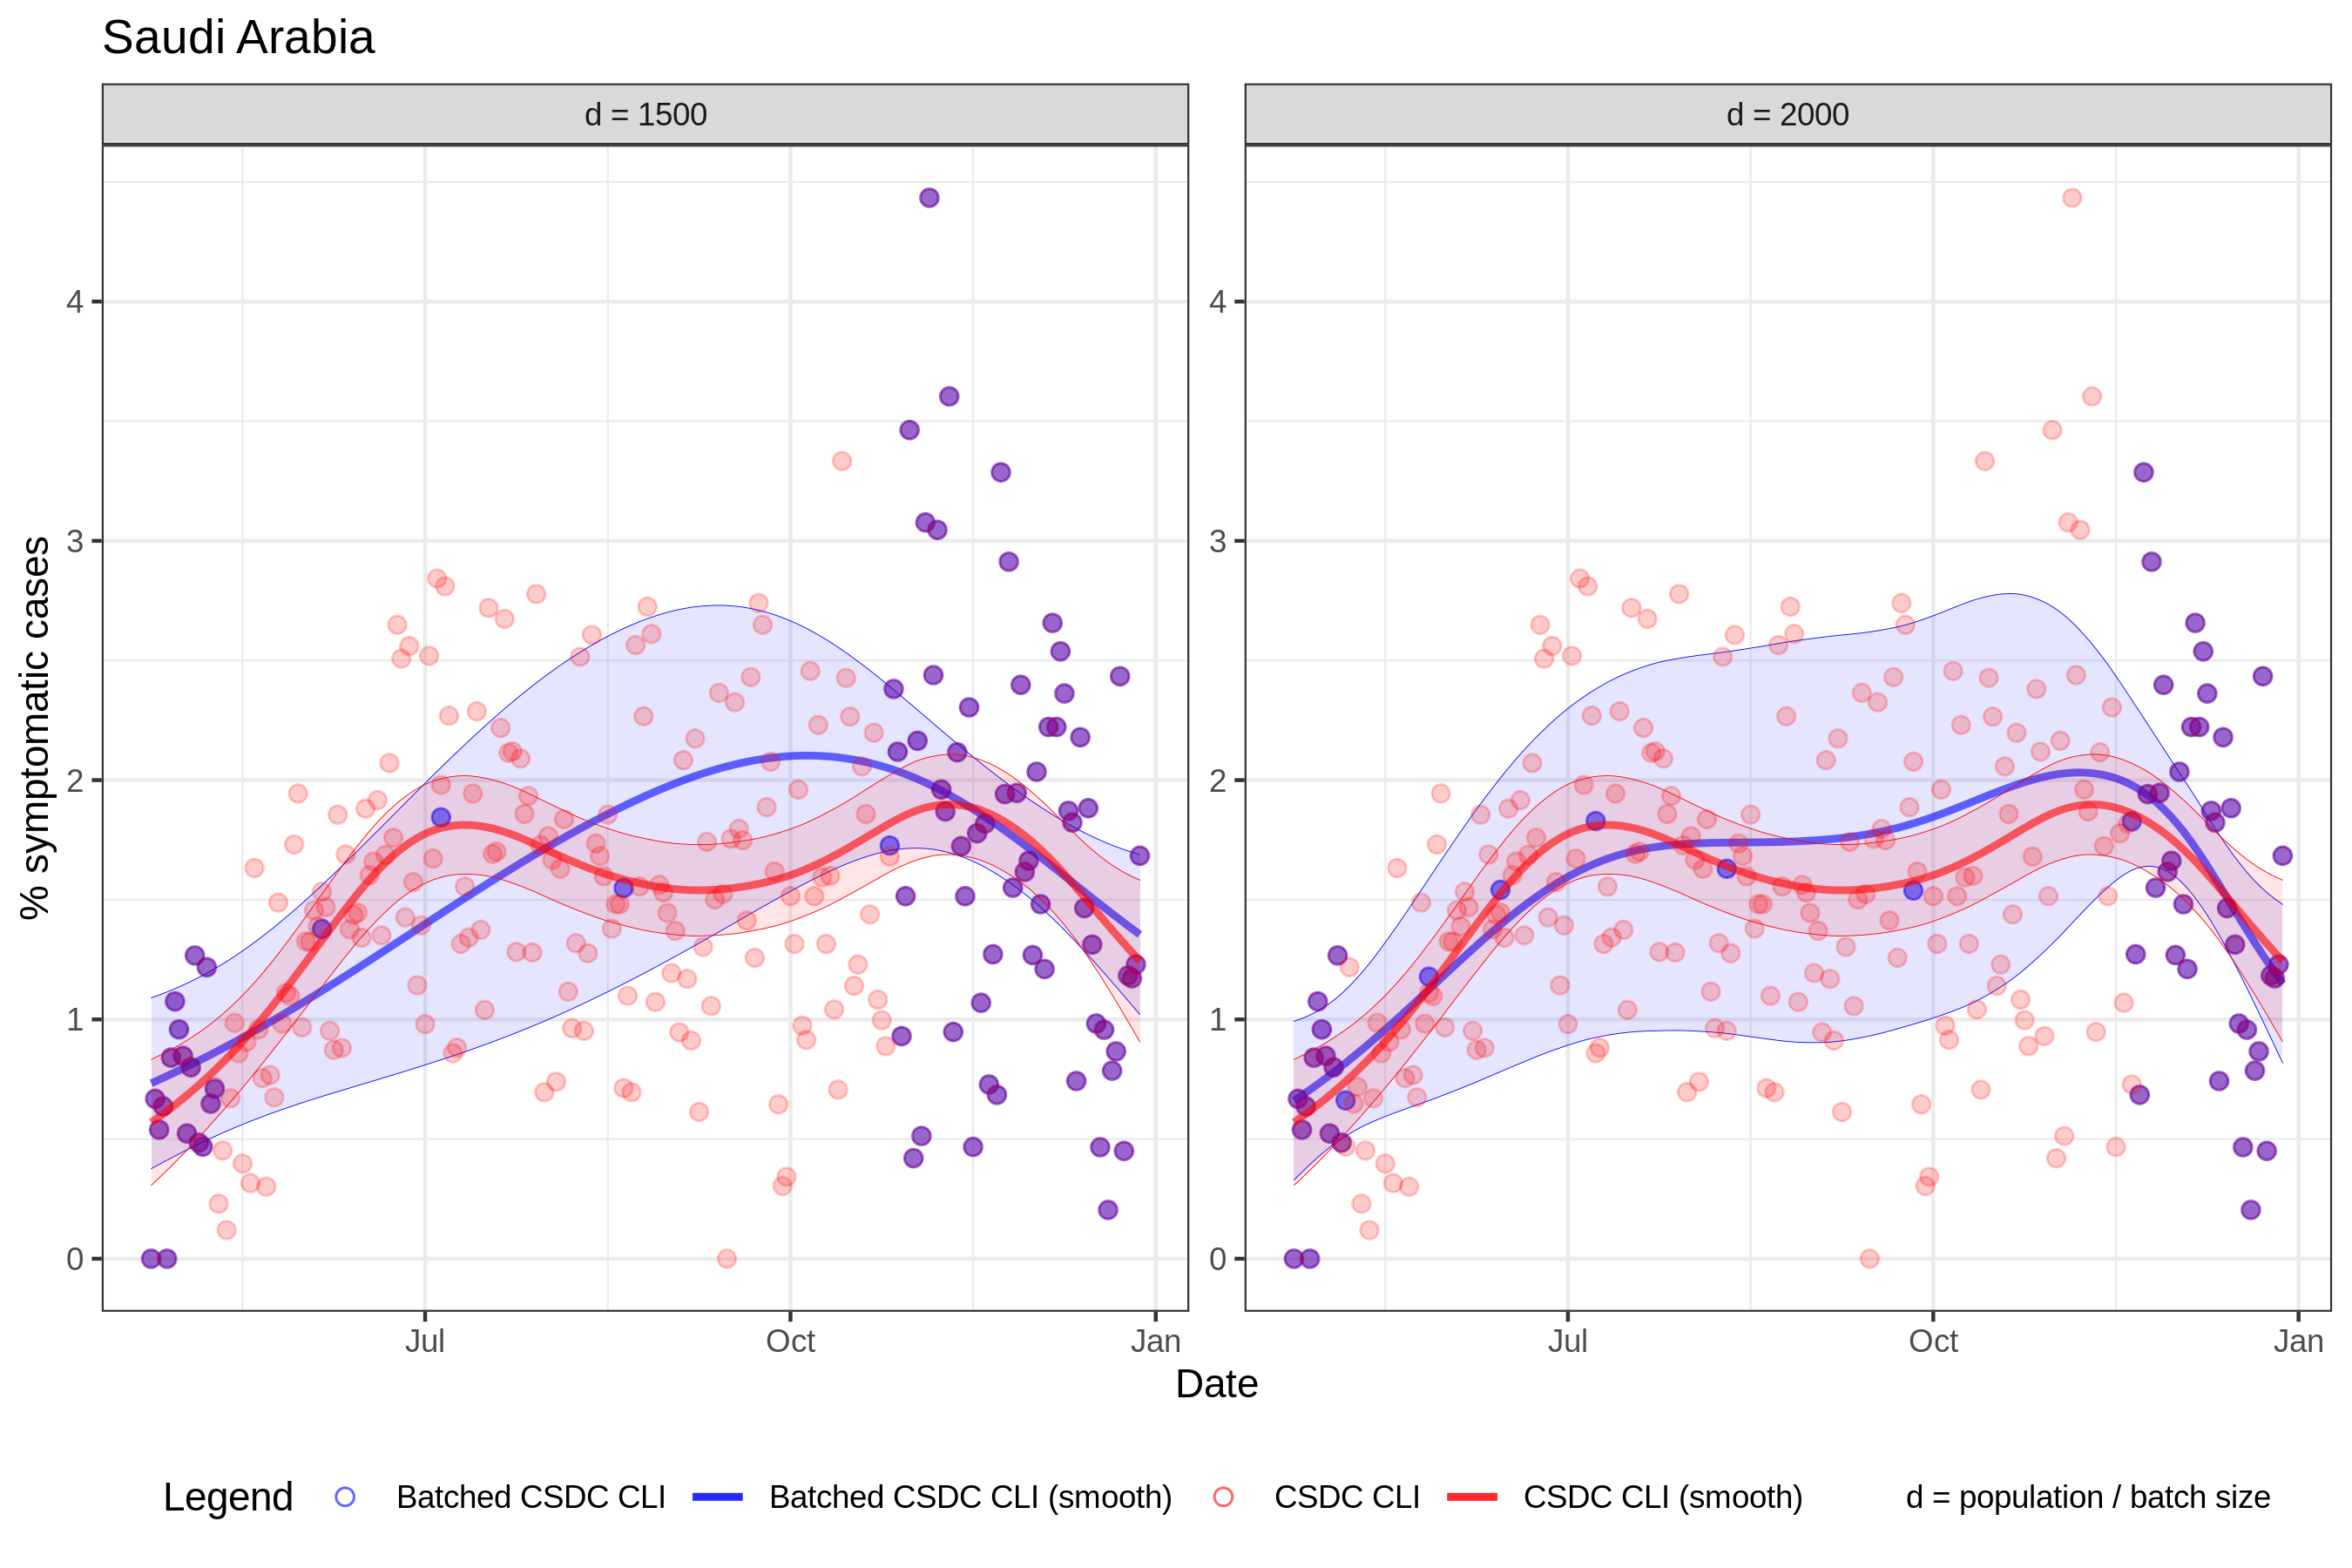 Saudi Arabia
d = 1500
d = 2000
% symptomatic cases
4
3
2
1
0
4
3
2
1
0
Jul
Oct
Jan
Jul
Oct
Jan
Date
Legend
Batched CSDC CLI
Batched CSDC CLI (smooth)
CSDC CLI
CSDC CLI (smooth)
d = population / batch size